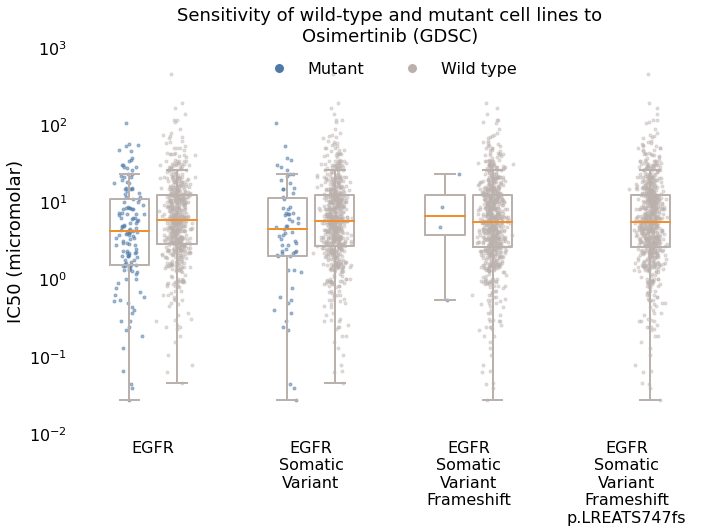 Sensitivity of wild-type and mutant cell lines to
Osimertinib (GDSC)
Mutant
Wild type
IC50 (micromolar)
10³
10²
10¹
10⁰
10⁻¹
10⁻²
EGFR
EGFR
Somatic
Variant
EGFR
Somatic
Variant
Frameshift
EGFR
Somatic
Variant
Frameshift
p.LREATS747fs